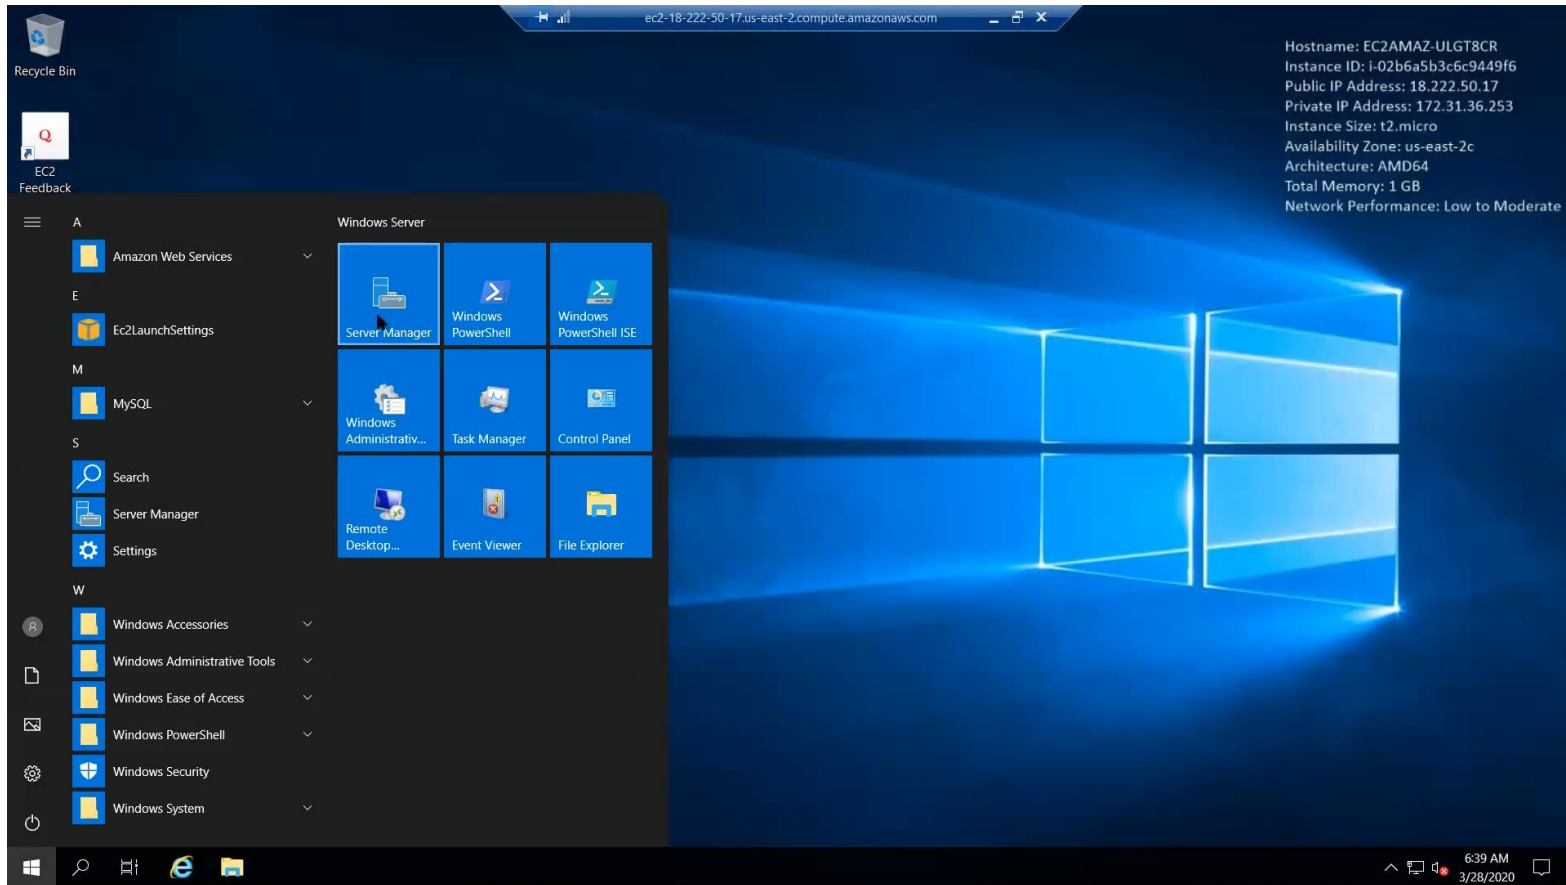 ec2-18-222-50-17.us-east-2.compute.amazonaws.com
Recycle Bin
Hostname: EC2AMAZ-ULGT8CR
Instance ID: i-02b6a5b3c6c9449f6
Public IP Address: 18.222.50.17
Private IP Address: 172.31.36.253
Instance Size: t2.micro
Availability Zone: us-east-2c
Architecture: AMD64
Total Memory: 1 GB
Network Performance: Low to Moderate
Q
EC2
Feedback
A
Amazon Web Services
E
Ec2LaunchSettings
M
MySQL
S
Search
Server Manager
Settings
W
Windows Accessories
Windows Administrative Tools
Windows Ease of Access
Windows PowerShell
Windows Security
Windows System
Windows Server
Server Manager
Windows
PowerShell
Windows
PowerShell ISE
Windows
Administrativ...
Task Manager
Control Panel
Remote
Desktop...
Event Viewer
File Explorer
6:39 AM
3/28/2020